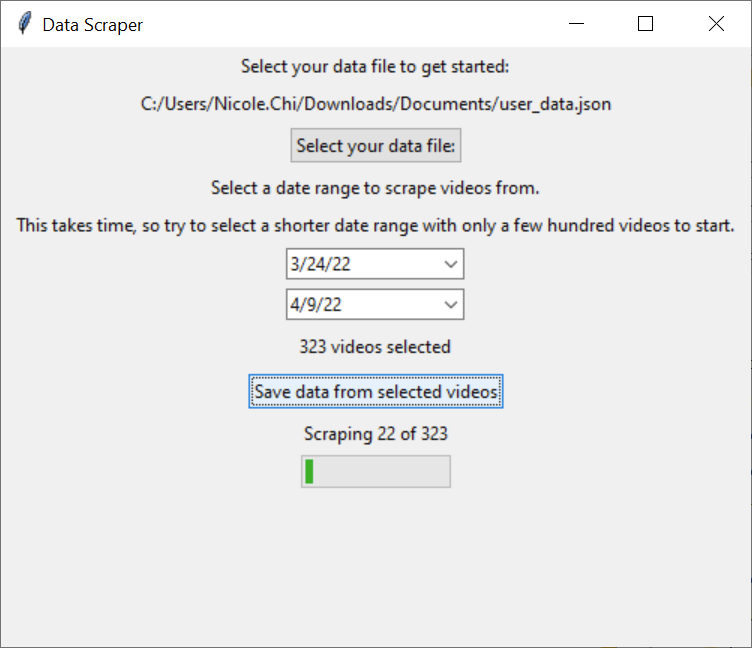 Data Scraper
Select your data file to get started:
C:/Users/Nicole.Chi/Downloads/Documents/user_data.json
Select your data file:
Select a date range to scrape videos from.
This takes time, so try to select a shorter date range with only a few hundred videos to start.
3/24/22
4/9/22
323 videos selected
Save data from selected videos
Scraping 22 of 323